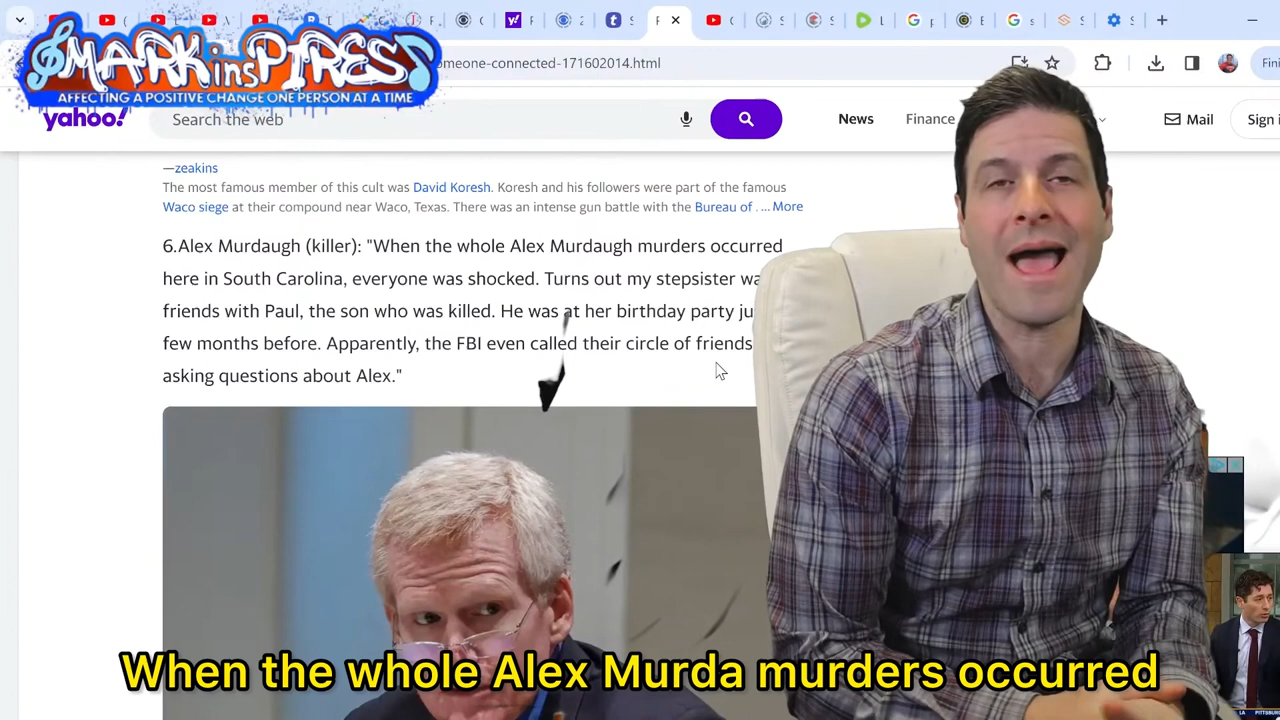 MARKinsPIRES
AFFECTING A POSITIVE CHANGE ONE PERSON AT A TIME
omeone-connected-171602014.html
yahoo!
Search the web
News
Finance
Mail
Sign i
—zeakins
The most famous member of this cult was David Koresh. Koresh and his followers were part of the famous
Waco siege at their compound near Waco, Texas. There was an intense gun battle with the Bureau of . ... More
6.Alex Murdaugh (killer): "When the whole Alex Murdaugh murders occurred
here in South Carolina, everyone was shocked. Turns out my stepsister wa
friends with Paul, the son who was killed. He was at her birthday party ju
few months before. Apparently, the FBI even called their circle of friends
asking questions about Alex."
When the whole Alex Murda murders occurred